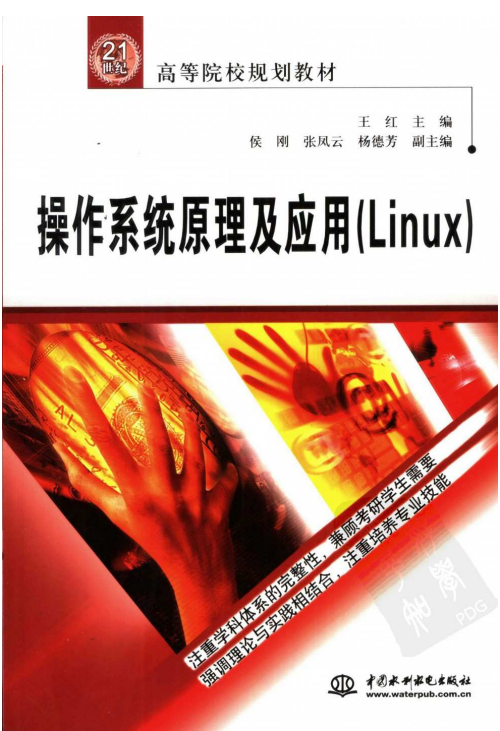 21
世纪
高等院校规划教材
王 红 主 编
侯 刚 张凤云 杨德芳 副主编
操作系统原理及应用(Linux)
AL
注重学科体系的完整性，兼顾考研学生需要
强调理论与实践相结合，注重培养专业技能
PDG
中国水利水电出版社
www.waterpub.com.cn